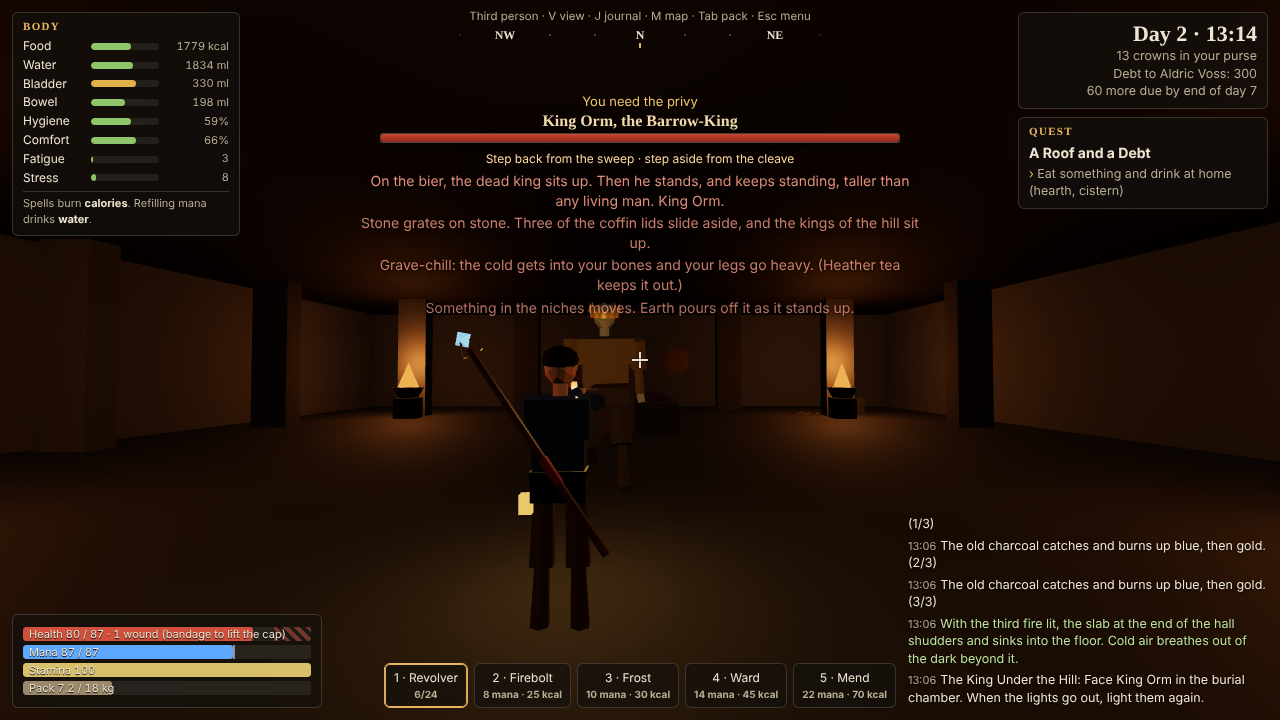 Third person · V view · J journal · M map · Tab pack · Esc menu
NW · · N · · NE
BODY
Food 1779 kcal
Water 1834 ml
Bladder 330 ml
Bowel 198 ml
Hygiene 59%
Comfort 66%
Fatigue 3
Stress 8
Spells burn calories. Refilling mana
drinks water.
Day 2 · 13:14
13 crowns in your purse
Debt to Aldric Voss: 300
60 more due by end of day 7
QUEST
A Roof and a Debt
› Eat something and drink at home
(hearth, cistern)
You need the privy
King Orm, the Barrow-King
Step back from the sweep · step aside from the cleave
On the bier, the dead king sits up. Then he stands, and keeps standing, taller than
any living man. King Orm.
Stone grates on stone. Three of the coffin lids slide aside, and the kings of the hill sit
up.
Grave-chill: the cold gets into your bones and your legs go heavy. (Heather tea
keeps it out.)
Something in the niches moves. Earth pours off it as it stands up.
(1/3)
13:06 The old charcoal catches and burns up blue, then gold.
(2/3)
13:06 The old charcoal catches and burns up blue, then gold.
(3/3)
13:06 With the third fire lit, the slab at the end of the hall
shudders and sinks into the floor. Cold air breathes out of
the dark beyond it.
13:06 The King Under the Hill: Face King Orm in the burial
chamber. When the lights go out, light them again.
Health 80 / 87 · 1 wound (bandage to lift the cap)
Mana 87 / 87
Stamina 100
Pack 7.2 / 18 kg
1 · Revolver
6/24
2 · Firebolt
8 mana · 25 kcal
3 · Frost
10 mana · 30 kcal
4 · Ward
14 mana · 45 kcal
5 · Mend
22 mana · 70 kcal